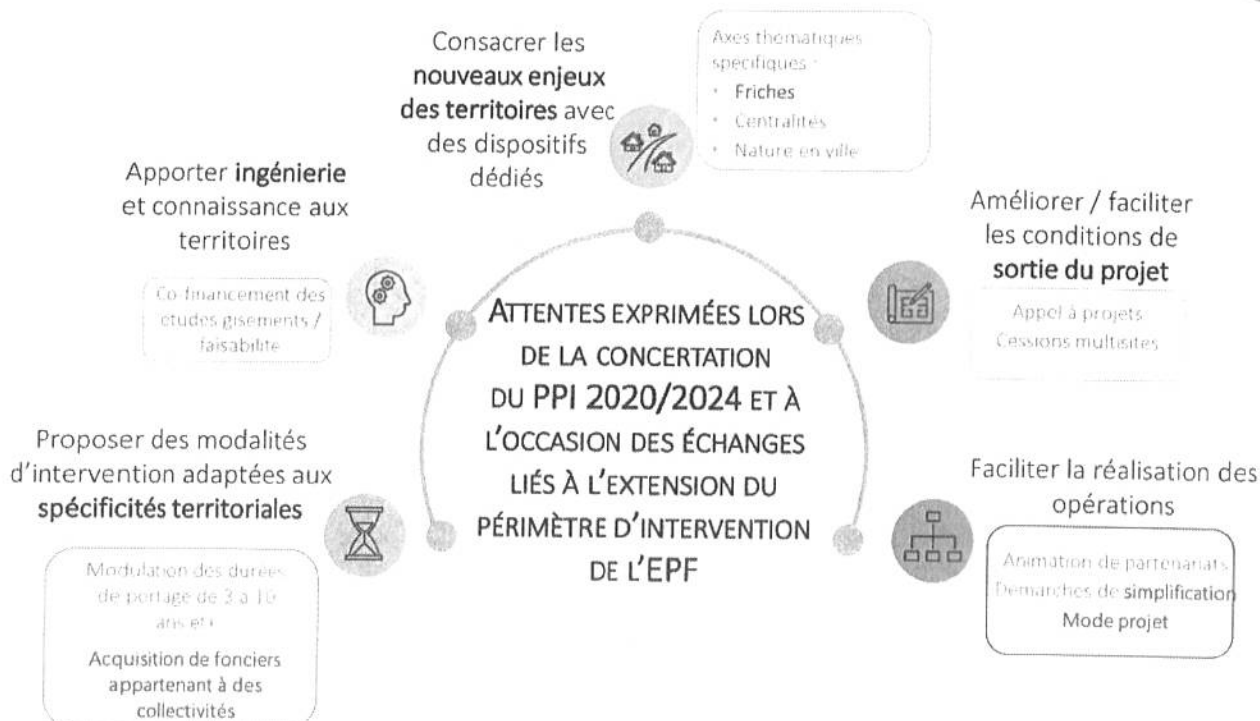 Consacrer les
nouveaux enjeux
des territoires avec
des dispositifs
dédiés
Axes thématiques
spécifiques :
• Friches
• Centralités
• Nature en ville
Apporter ingénierie
et connaissance aux
territoires
Co-financement des
études gisements /
faisabilité
Améliorer / faciliter
les conditions de
sortie du projet
Appel à projets
Cessions multisites
ATTENTES EXPRIMÉES LORS
DE LA CONCERTATION
DU PPI 2020/2024 ET À
L'OCCASION DES ÉCHANGES
LIÉS À L'EXTENSION DU
PÉRIMÈTRE D'INTERVENTION
DE L'EPF
Proposer des modalités
d'intervention adaptées aux
spécificités territoriales
Modulation des durées
de portage de 3 à 10
ans et+
Acquisition de fonciers
appartenant à des
collectivités
Faciliter la réalisation des
opérations
Animation de partenariats
Démarches de simplification
Mode projet